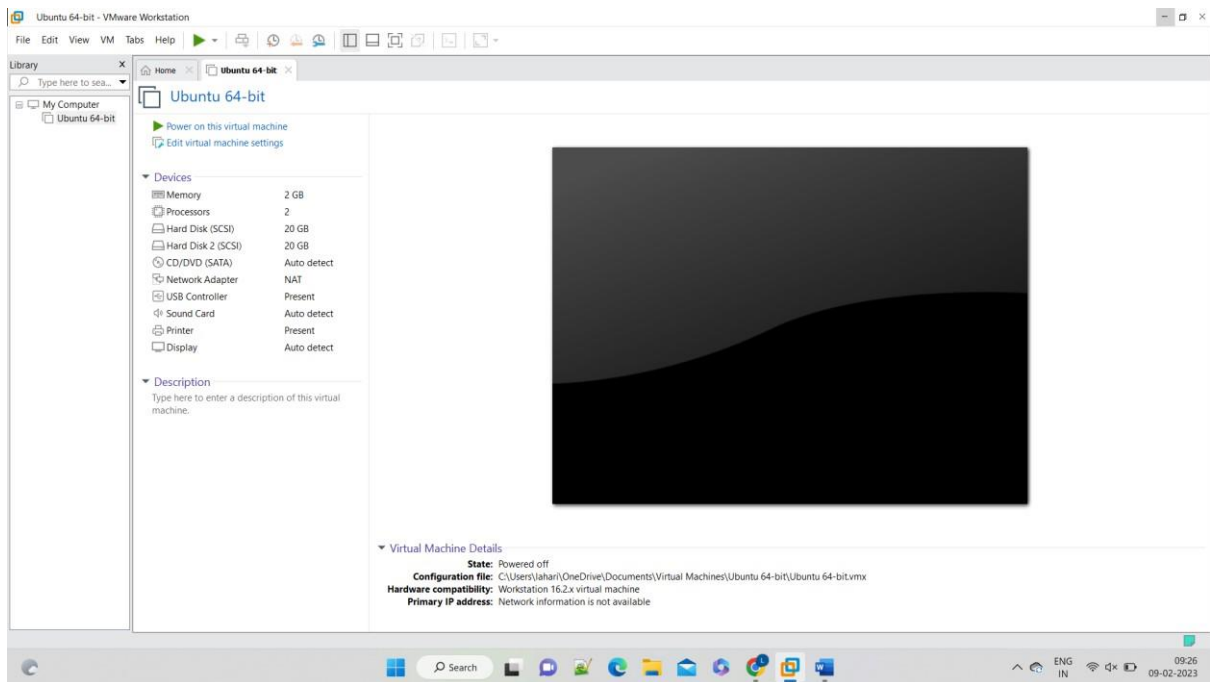 Ubuntu 64-bit - VMware Workstation
File Edit View VM Tabs Help
Library X
Type here to sea...
My Computer
Ubuntu 64-bit
Home Ubuntu 64-bit
Ubuntu 64-bit
Power on this virtual machine
Edit virtual machine settings
Devices
Memory 2 GB
Processors 2
Hard Disk (SCSI) 20 GB
Hard Disk 2 (SCSI) 20 GB
CD/DVD (SATA) Auto detect
Network Adapter NAT
USB Controller Present
Sound Card Auto detect
Printer Present
Display Auto detect
Description
Type here to enter a description of this virtual
machine.
Virtual Machine Details
State: Powered off
Configuration file: C:\Users\lahari\OneDrive\Documents\Virtual Machines\Ubuntu 64-bit\Ubuntu 64-bit.vmx
Hardware compatibility: Workstation 16.2.x virtual machine
Primary IP address: Network information is not available
Search
ENG
IN
09:26
09-02-2023